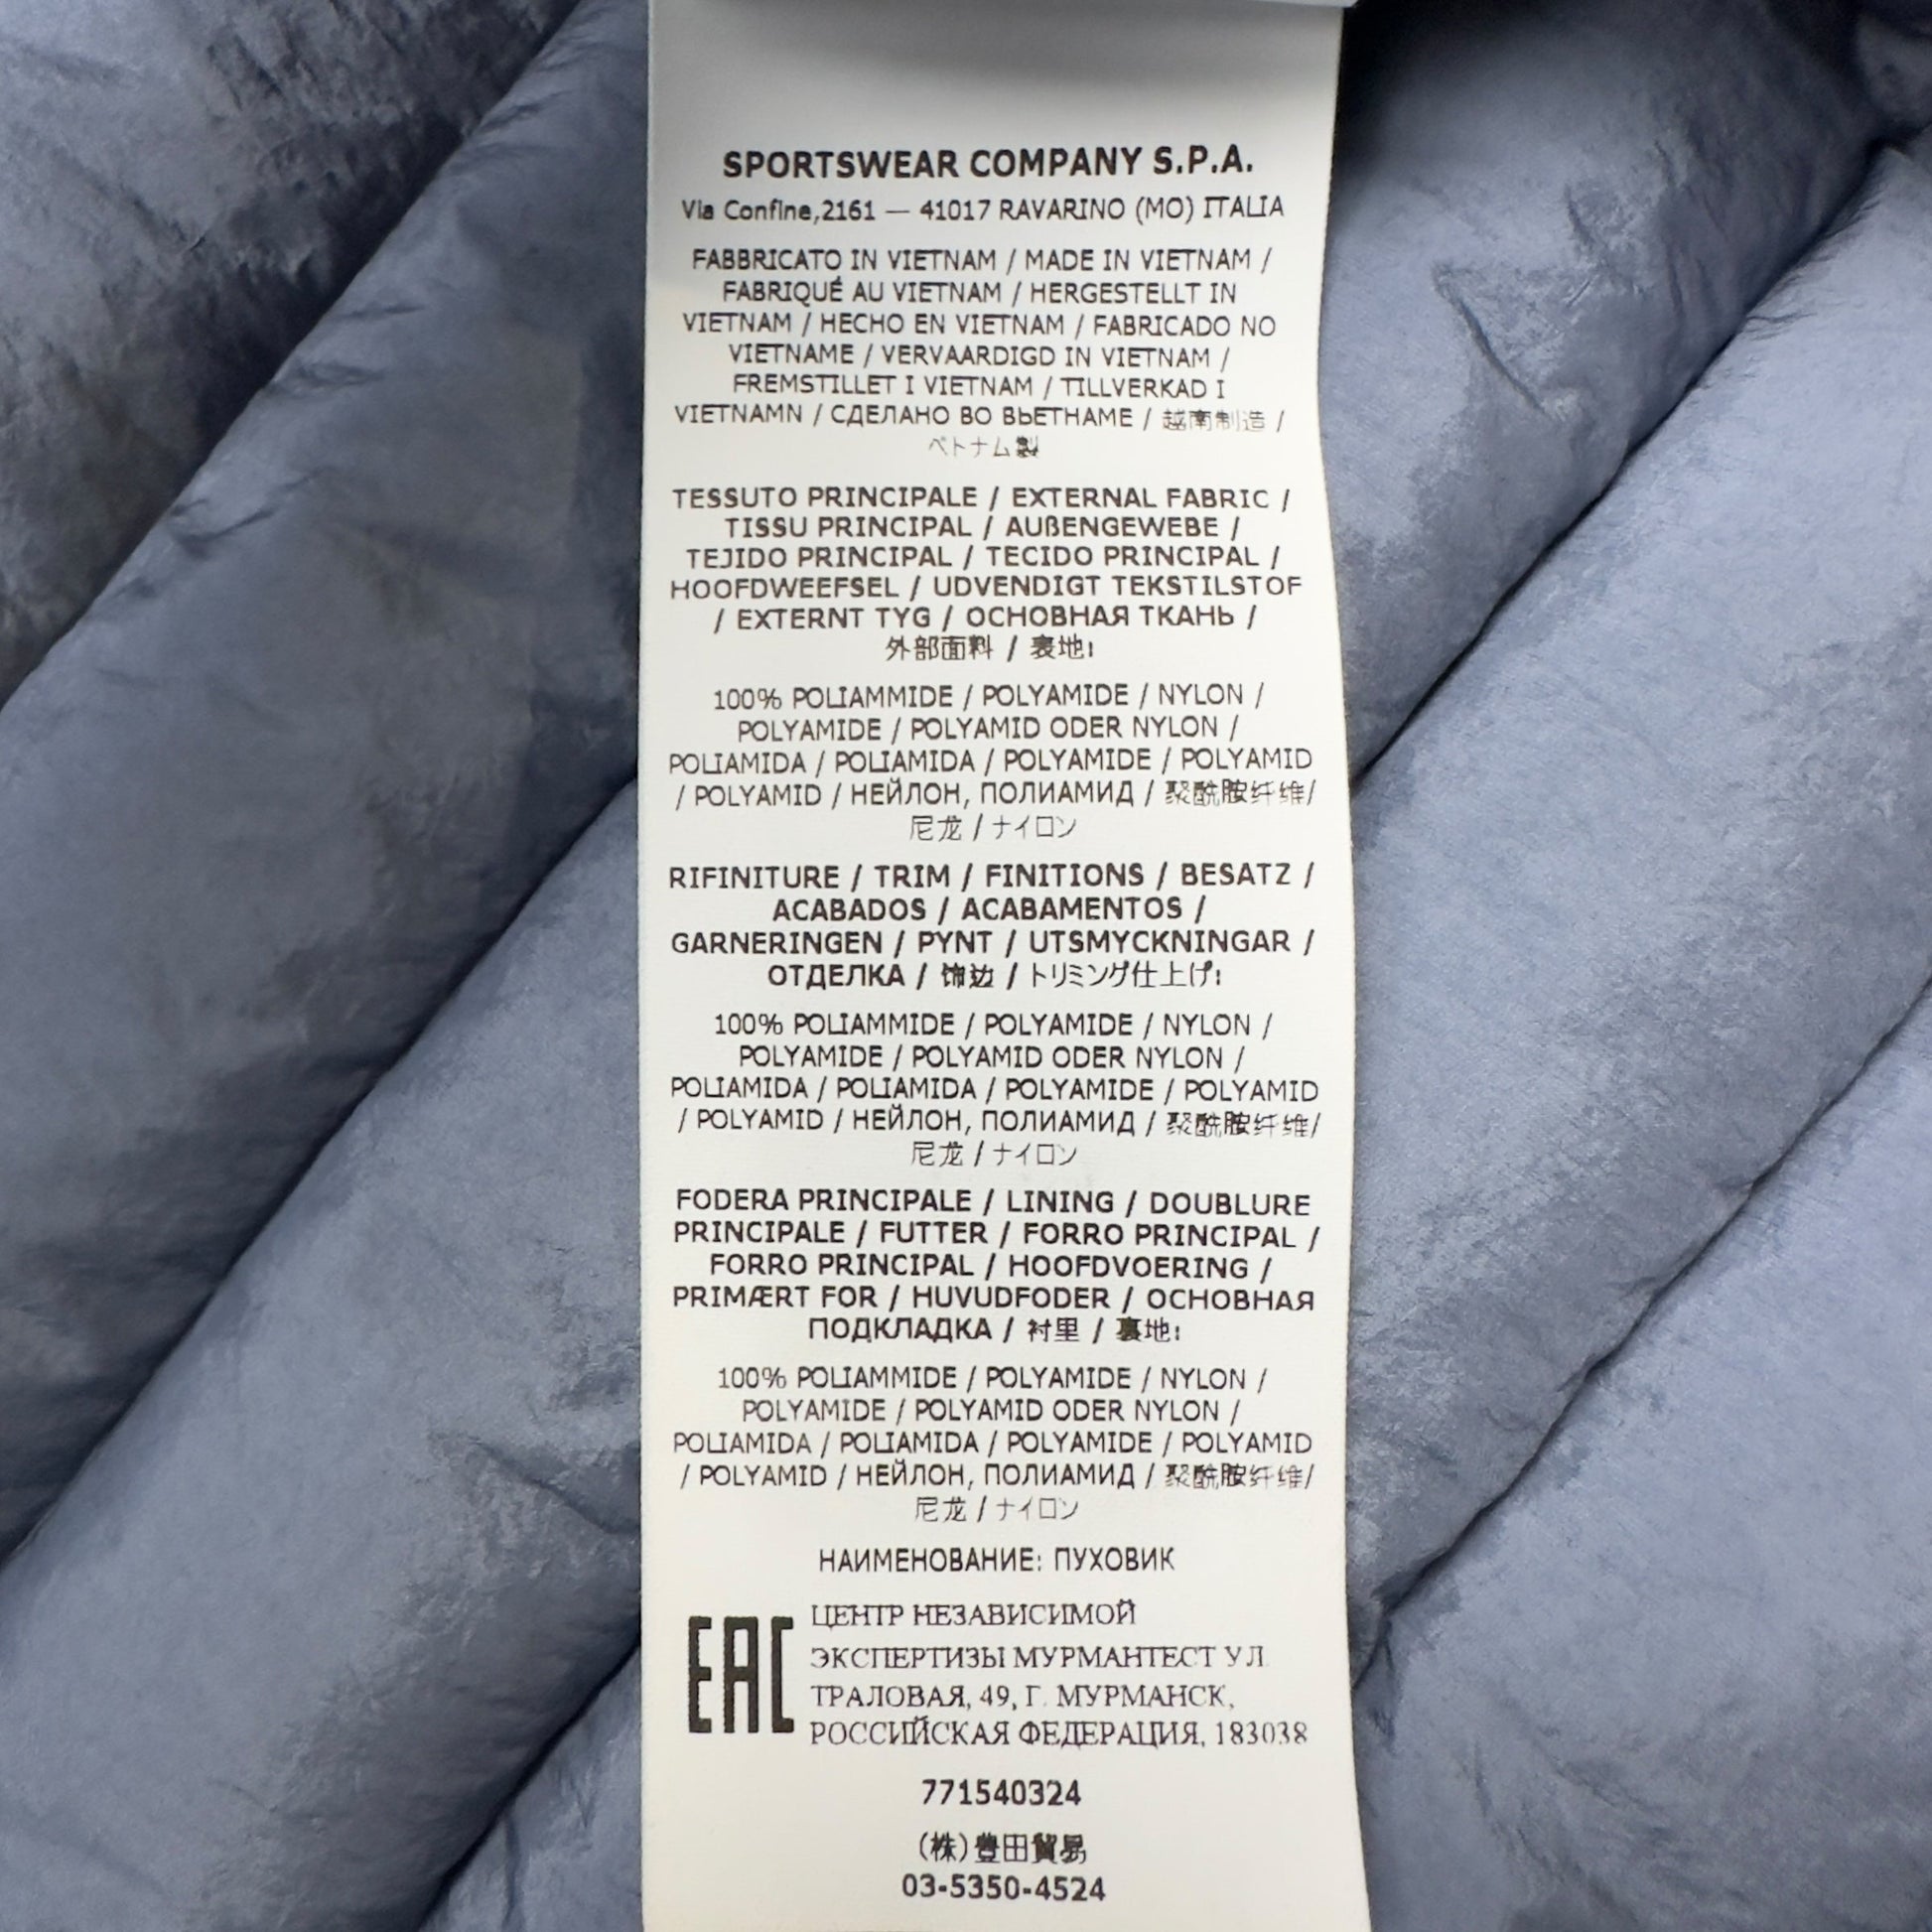 SPORTSWEAR COMPANY S.P.A.
Via Confine,2161 — 41017 RAVARINO (MO) ITALIA
FABBRICATO IN VIETNAM / MADE IN VIETNAM /
FABRIQUÉ AU VIETNAM / HERGESTELLT IN
VIETNAM / HECHO EN VIETNAM / FABRICADO NO
VIETNAME / VERVAARDIGD IN VIETNAM /
FREMSTILLET I VIETNAM / TILLVERKAD I
VIETNAMN / СДЕЛАНО ВО ВЬЕТНАМЕ / 越南制造 /
ベトナム製
TESSUTO PRINCIPALE / EXTERNAL FABRIC /
TISSU PRINCIPAL / AUßENGEWEBE /
TEJIDO PRINCIPAL / TECIDO PRINCIPAL /
HOOFDWEEFSEL / UDVENDIGT TEKSTILSTOF
/ EXTERNT TYG / ОСНОВНАЯ ТКАНЬ /
外部面料 / 表地:
100% POLIAMMIDE / POLYAMIDE / NYLON /
POLYAMIDE / POLYAMID ODER NYLON /
POLIAMIDA / POLIAMIDA / POLYAMIDE / POLYAMID
/ POLYAMID / НЕЙЛОН, ПОЛИАМИД / 聚酰胺纤维/
尼龙 / ナイロン
RIFINITURE / TRIM / FINITIONS / BESATZ /
ACABADOS / ACABAMENTOS /
GARNERINGEN / PYNT / UTSMYCKNINGAR /
ОТДЕЛКА / 饰边 / トリミング仕上げ:
100% POLIAMMIDE / POLYAMIDE / NYLON /
POLYAMIDE / POLYAMID ODER NYLON /
POLIAMIDA / POLIAMIDA / POLYAMIDE / POLYAMID
/ POLYAMID / НЕЙЛОН, ПОЛИАМИД / 聚酰胺纤维/
尼龙 / ナイロン
FODERA PRINCIPALE / LINING / DOUBLURE
PRINCIPALE / FUTTER / FORRO PRINCIPAL /
FORRO PRINCIPAL / HOOFDVOERING /
PRIMÆRT FOR / HUVUDFODER / ОСНОВНАЯ
ПОДКЛАДКА / 衬里 / 裏地:
100% POLIAMMIDE / POLYAMIDE / NYLON /
POLYAMIDE / POLYAMID ODER NYLON /
POLIAMIDA / POLIAMIDA / POLYAMIDE / POLYAMID
/ POLYAMID / НЕЙЛОН, ПОЛИАМИД / 聚酰胺纤维/
尼龙 / ナイロン
НАИМЕНОВАНИЕ: ПУХОВИК
EAC
ЦЕНТР НЕЗАВИСИМОЙ
ЭКСПЕРТИЗЫ МУРМАНТЕСТ УЛ.
ТРАЛОВАЯ, 49, Г. МУРМАНСК,
РОССИЙСКАЯ ФЕДЕРАЦИЯ, 183038
771540324
(株)豊田貿易
03-5350-4524